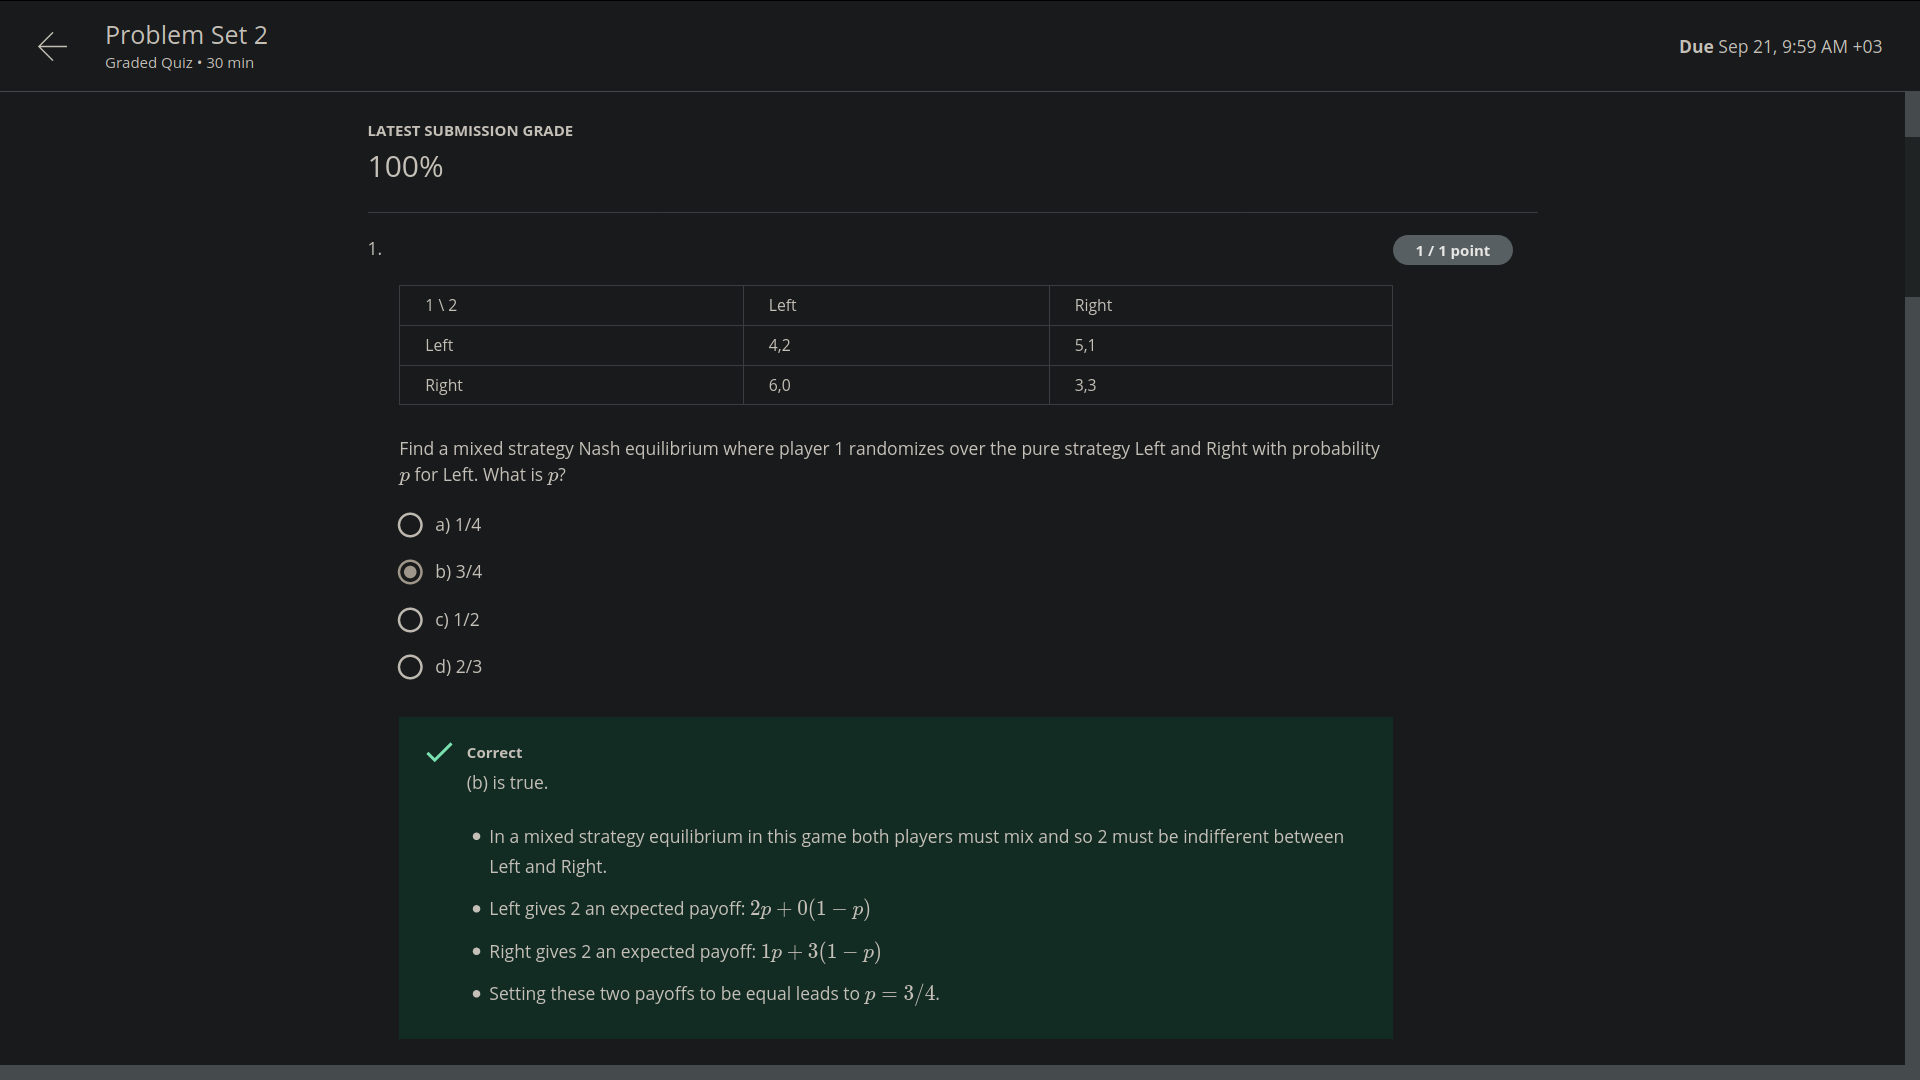 Problem Set 2
Graded Quiz • 30 min
Due Sep 21, 9:59 AM +03
LATEST SUBMISSION GRADE
100%
1.
1 / 1 point
1 \ 2 Left Right
Left 4,2 5,1
Right 6,0 3,3
Find a mixed strategy Nash equilibrium where player 1 randomizes over the pure strategy Left and Right with probability
p for Left. What is p?
a) 1/4
b) 3/4
c) 1/2
d) 2/3
Correct
(b) is true.
• In a mixed strategy equilibrium in this game both players must mix and so 2 must be indifferent between
Left and Right.
• Left gives 2 an expected payoff: 2p + 0(1 − p)
• Right gives 2 an expected payoff: 1p + 3(1 − p)
• Setting these two payoffs to be equal leads to p = 3/4.